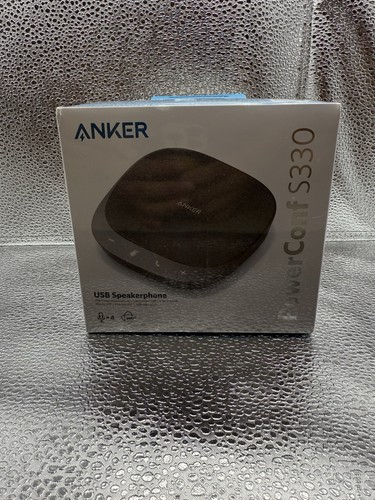 ANKER
PowerConf S330
ANKER
USB Speakerphone